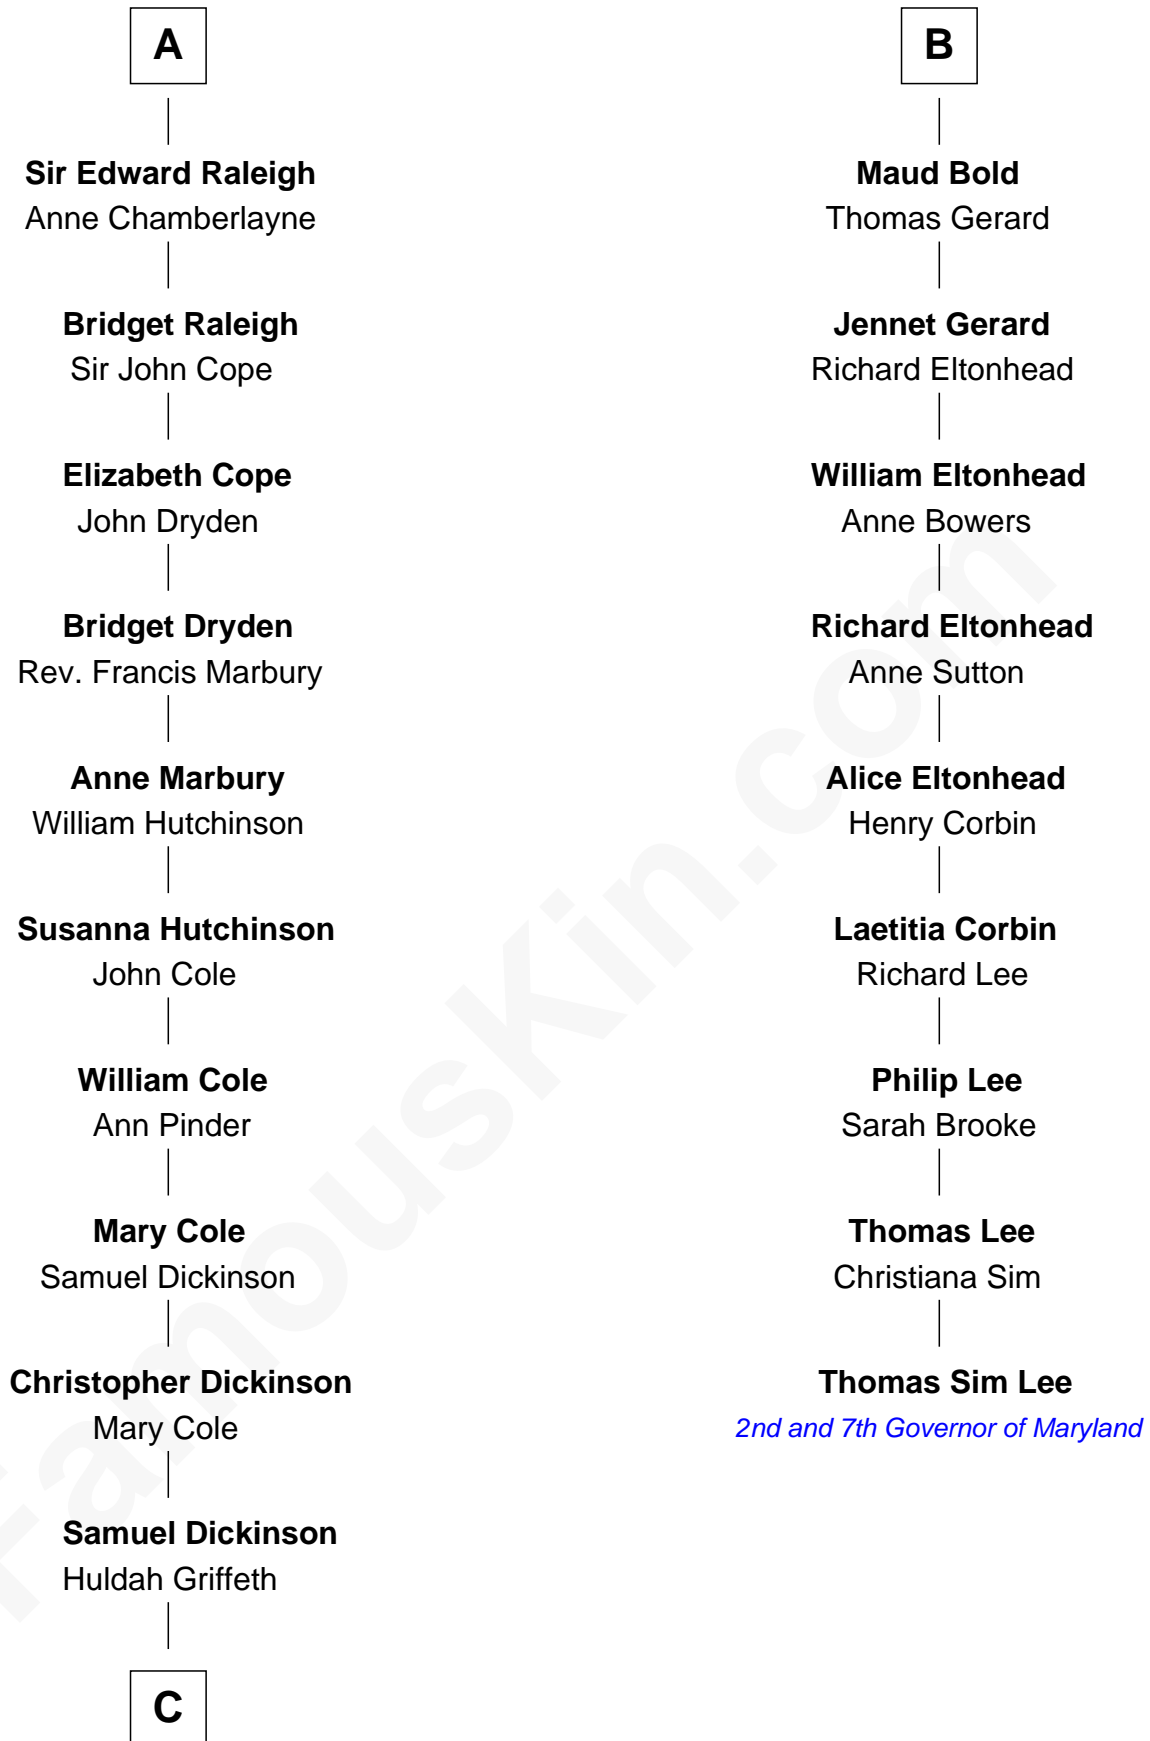 A
Sir Edward Raleigh
Anne Chamberlayne
Bridget Raleigh
Sir John Cope
Elizabeth Cope
John Dryden
Bridget Dryden
Rev. Francis Marbury
Anne Marbury
William Hutchinson
Susanna Hutchinson
John Cole
William Cole
Ann Pinder
Mary Cole
Samuel Dickinson
Christopher Dickinson
Mary Cole
Samuel Dickinson
Huldah Griffeth
C
B
Maud Bold
Thomas Gerard
Jennet Gerard
Richard Eltonhead
William Eltonhead
Anne Bowers
Richard Eltonhead
Anne Sutton
Alice Eltonhead
Henry Corbin
Laetitia Corbin
Richard Lee
Philip Lee
Sarah Brooke
Thomas Lee
Christiana Sim
Thomas Sim Lee
2nd and 7th Governor of Maryland
FamousKin.com